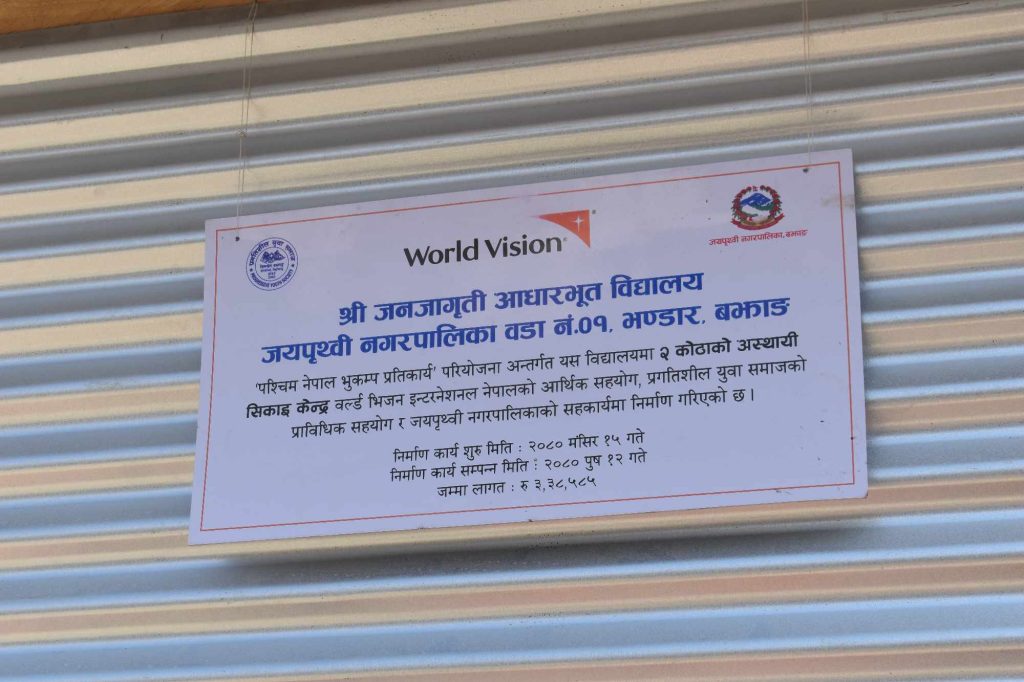 World Vision
जयपृथ्वी नगरपालिका, बझाङ
श्री जनजागृती आधारभूत विद्यालय
जयपृथ्वी नगरपालिका वडा नं.०१, भण्डार, बझाङ
'पश्चिम नेपाल भुकम्प प्रतिकार्य' परियोजना अन्तर्गत यस विद्यालयमा २ कोठाको अस्थायी
सिकाइ केन्द्र वर्ल्ड भिजन इन्टरनेशनल नेपालको आर्थिक सहयोग, प्रगतिशील युवा समाजको
प्राविधिक सहयोग र जयपृथ्वी नगरपालिकाको सहकार्यमा निर्माण गरिएको छ ।
निर्माण कार्य शुरु मिति : २०८० मंसिर १५ गते
निर्माण कार्य सम्पन्न मिति : २०८० पुष १२ गते
जम्मा लागत : रु ३,३८,५८५